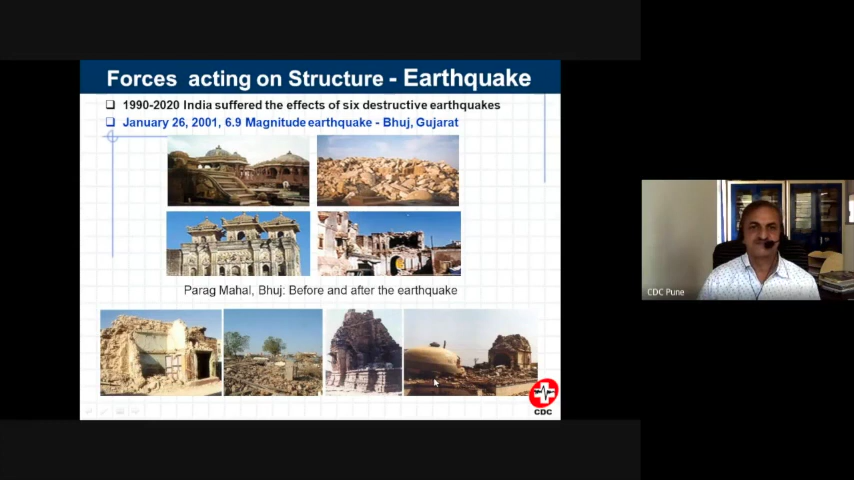 Forces acting on Structure - Earthquake
❑ 1990-2020 India suffered the effects of six destructive earthquakes
❑ January 26, 2001, 6.9 Magnitude earthquake - Bhuj, Gujarat
Parag Mahal, Bhuj: Before and after the earthquake
CDC
CDC Pune